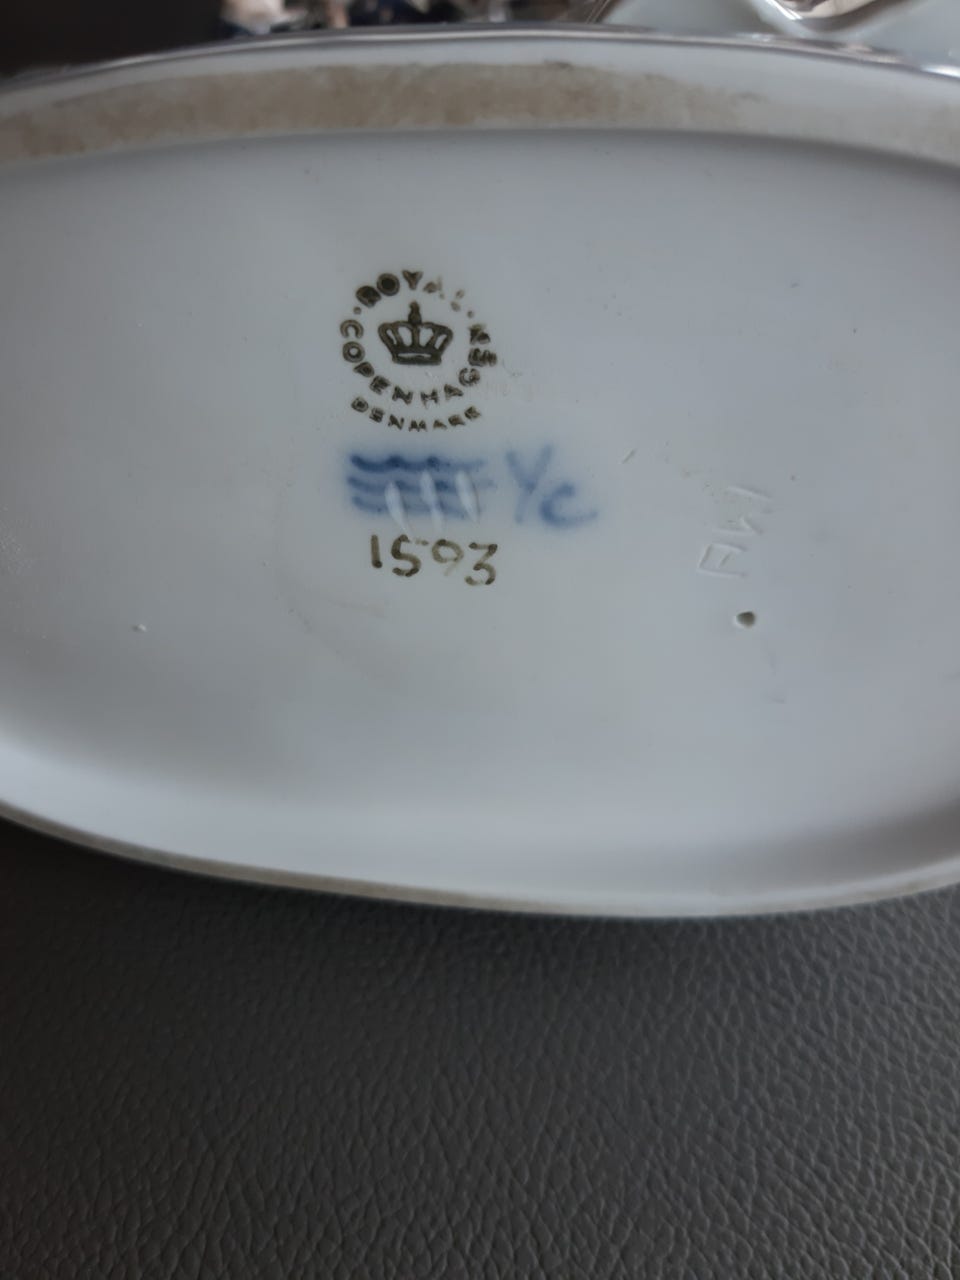 ROYAL
COPENHAGEN
DENMARK
Yc
1593